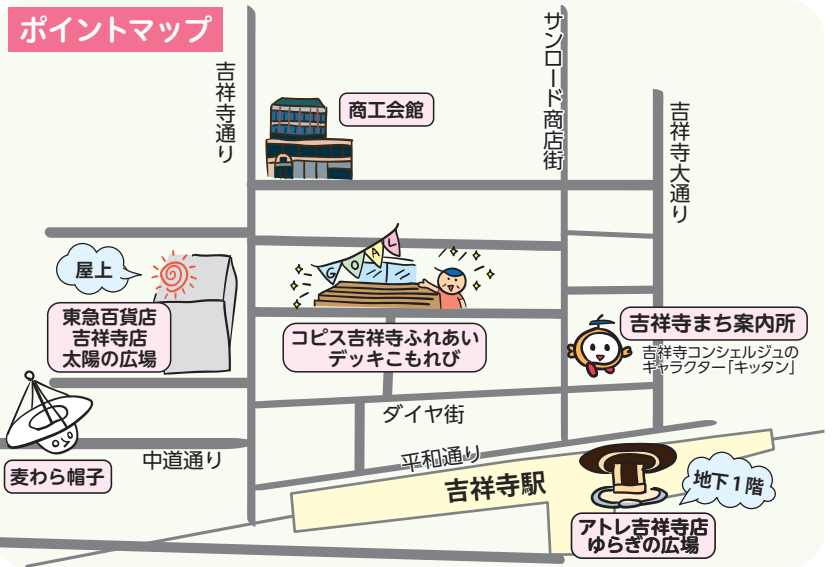 ポイントマップ
吉祥寺通り
サンロード商店街
吉祥寺大通り
商工会館
屋上
東急百貨店
吉祥寺店
太陽の広場
GOAL
コピス吉祥寺ふれあい
デッキこもれび
吉祥寺まち案内所
吉祥寺コンシェルジュの
キャラクター「キッタン」
麦わら帽子
中道通り
ダイヤ街
平和通り
吉祥寺駅
地下1階
アトレ吉祥寺店
ゆらぎの広場